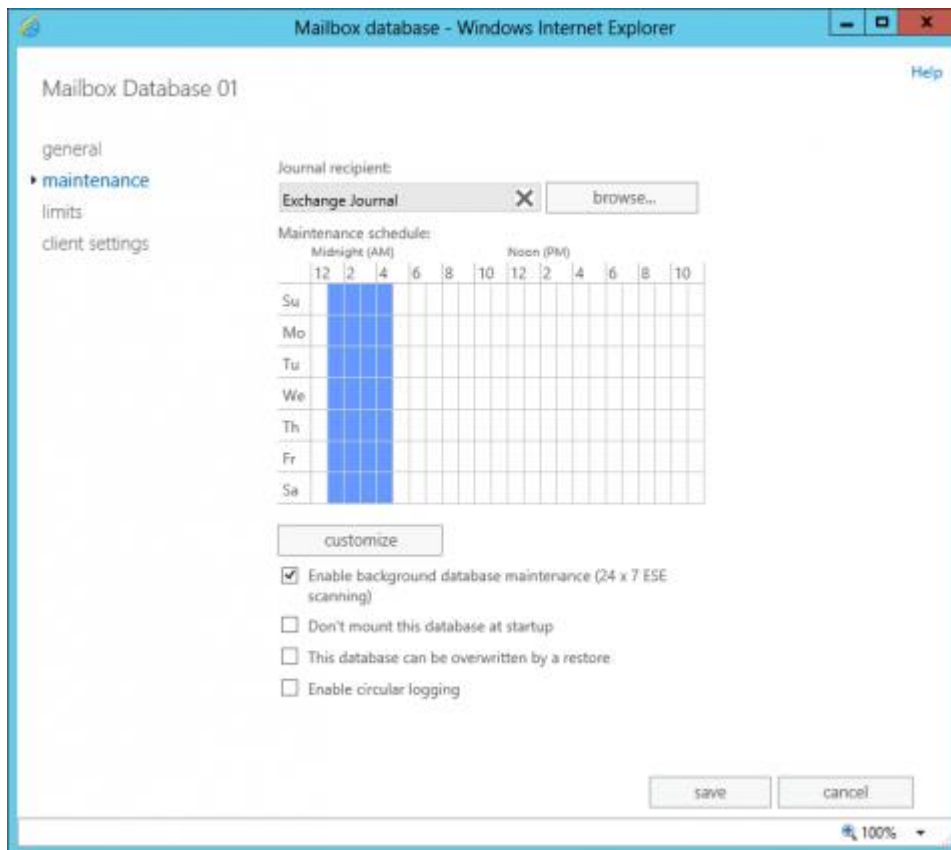 Mailbox database - Windows Internet Explorer
Help
Mailbox Database 01
general
maintenance
limits
client settings
Journal recipient:
Exchange Journal
browse...
Maintenance schedule:
Midnight (AM) Noon (PM)
12 2 4 6 8 10 12 2 4 6 8 10
Su
Mo
Tu
We
Th
Fr
Sa
customize
Enable background database maintenance (24 x 7 ESE
scanning)
Don't mount this database at startup
This database can be overwritten by a restore
Enable circular logging
save cancel
100%